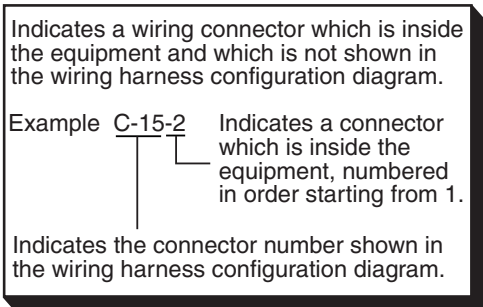 Indicates a wiring connector which is inside
the equipment and which is not shown in
the wiring harness configuration diagram.
Example C-15-2 Indicates a connector
which is inside the
equipment, numbered
in order starting from 1.
Indicates the connector number shown in
the wiring harness configuration diagram.